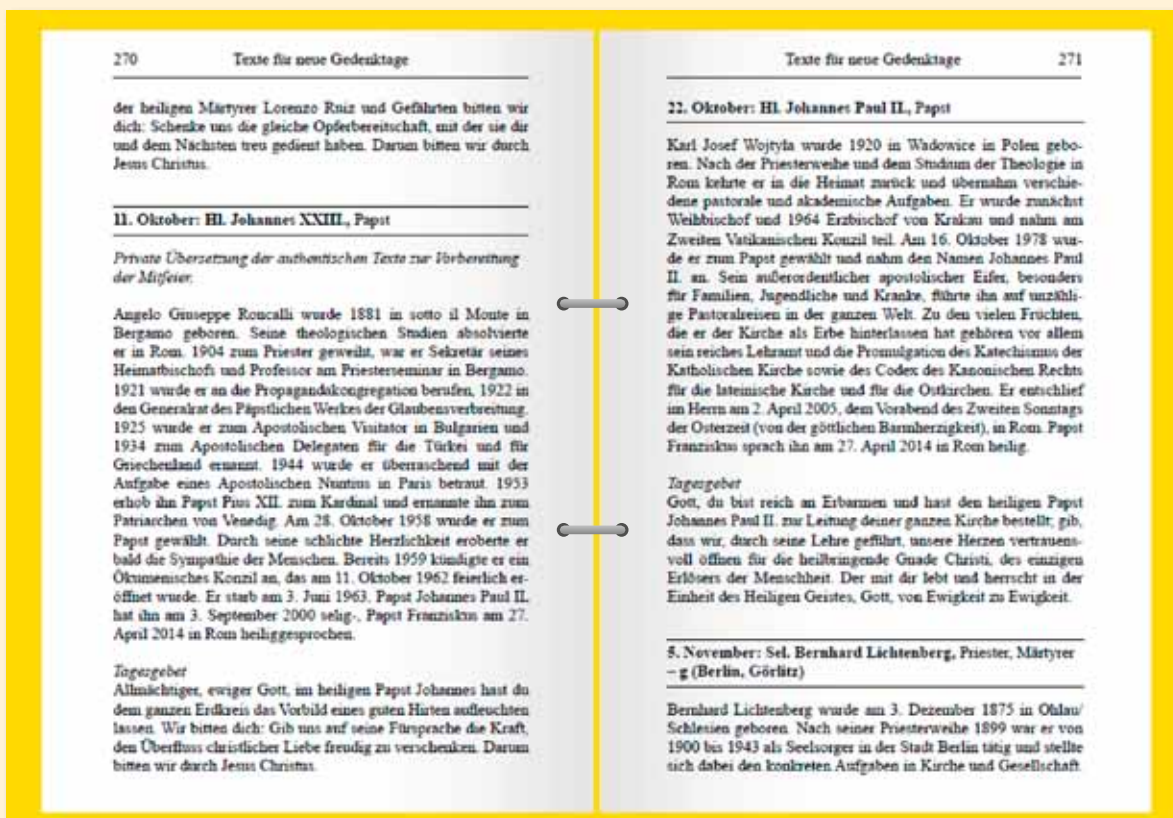 270 Texte für neue Gedenktage
der heiligen Märtyrer Lorenzo Ruiz und Gefährten bitten wir
dich: Schenke uns die gleiche Opferbereitschaft, mit der sie dir
und dem Nächsten treu gedient haben. Darum bitten wir durch
Jesus Christus.
11. Oktober: Hl. Johannes XXIII., Papst
Private Übersetzung der authentischen Texte zur Vorbereitung
der Mitfeier.
Angelo Giuseppe Roncalli wurde 1881 in sotto il Monte in
Bergamo geboren. Seine theologischen Studien absolvierte
er in Rom. 1904 zum Priester geweiht, war er Sekretär seines
Heimatbischofs und Professor am Priesterseminar in Bergamo.
1921 wurde er an die Propagandakongregation berufen, 1922 in
den Generalrat des Päpstlichen Werkes der Glaubensverbreitung.
1925 wurde er zum Apostolischen Visitator in Bulgarien und
1934 zum Apostolischen Delegaten für die Türkei und für
Griechenland ernannt. 1944 wurde er überraschend mit der
Aufgabe eines Apostolischen Nuntius in Paris betraut. 1953
erhob ihn Papst Pius XII. zum Kardinal und ernannte ihn zum
Patriarchen von Venedig. Am 28. Oktober 1958 wurde er zum
Papst gewählt. Durch seine schlichte Herzlichkeit eroberte er
bald die Sympathie der Menschen. Bereits 1959 kündigte er ein
Ökumenisches Konzil an, das am 11. Oktober 1962 feierlich er-
öffnet wurde. Er starb am 3. Juni 1963. Papst Johannes Paul II.
hat ihn am 3. September 2000 selig-, Papst Franziskus am 27.
April 2014 in Rom heiliggesprochen.
Tagesgebet
Allmächtiger, ewiger Gott, im heiligen Papst Johannes hast du
dem ganzen Erdkreis das Vorbild eines guten Hirten aufleuchten
lassen. Wir bitten dich: Gib uns auf seine Fürsprache die Kraft,
den Überfluss christlicher Liebe freudig zu verschenken. Darum
bitten wir durch Jesus Christus.
Texte für neue Gedenktage 271
22. Oktober: Hl. Johannes Paul II., Papst
Karl Josef Wojtyla wurde 1920 in Wadowice in Polen gebo-
ren. Nach der Priesterweihe und dem Studium der Theologie in
Rom kehrte er in die Heimat zurück und übernahm verschie-
dene pastorale und akademische Aufgaben. Er wurde zunächst
Weihbischof und 1964 Erzbischof von Krakau und nahm am
Zweiten Vatikanischen Konzil teil. Am 16. Oktober 1978 wur-
de er zum Papst gewählt und nahm den Namen Johannes Paul
II. an. Sein außerordentlicher apostolischer Eifer, besonders
für Familien, Jugendliche und Kranke, führte ihn auf unzähli-
ge Pastoralreisen in der ganzen Welt. Zu den vielen Früchten,
die er der Kirche als Erbe hinterlassen hat gehören vor allem
sein reiches Lehramt und die Promulgation des Katechismus der
Katholischen Kirche sowie des Codex des Kanonischen Rechts
für die lateinische Kirche und für die Ostkirchen. Er entschlief
im Herrn am 2. April 2005, dem Vorabend des Zweiten Sonntags
der Osterzeit (von der göttlichen Barmherzigkeit), in Rom. Papst
Franziskus sprach ihn am 27. April 2014 in Rom heilig.
Tagesgebet
Gott, du bist reich an Erbarmen und hast den heiligen Papst
Johannes Paul II. zur Leitung deiner ganzen Kirche bestellt; gib,
dass wir, durch seine Lehre geführt, unsere Herzen vertrauens-
voll öffnen für die heilbringende Gnade Christi, des einzigen
Erlösers der Menschheit. Der mit dir lebt und herrscht in der
Einheit des Heiligen Geistes, Gott, von Ewigkeit zu Ewigkeit.
5. November: Sel. Bernhard Lichtenberg, Priester, Märtyrer
– g (Berlin, Görlitz)
Bernhard Lichtenberg wurde am 3. Dezember 1875 in Ohlau/
Schlesien geboren. Nach seiner Priesterweihe 1899 war er von
1900 bis 1943 als Seelsorger in der Stadt Berlin tätig und stellte
sich dabei den konkreten Aufgaben in Kirche und Gesellschaft.